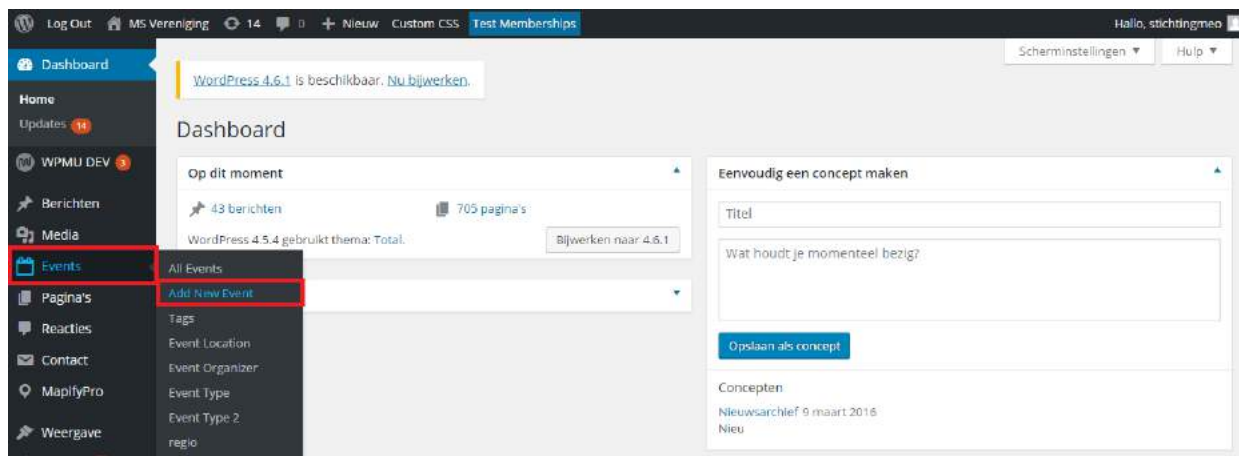 Log Out MS Vereniging 14 0 + Nieuw Custom CSS Test Memberships Hallo, stichtingmeo
Scherminstellingen ▼ Hulp ▼
Dashboard
Home
Updates 14
WPMU DEV 3
Berichten
Media
Events
Pagina's
Reacties
Contact
MapifyPro
Weergave
All Events
Add New Event
Tags
Event Location
Event Organizer
Event Type
Event Type 2
regio
WordPress 4.6.1 is beschikbaar. Nu bijwerken.
Dashboard
Op dit moment
43 berichten 705 pagina's
WordPress 4.5.4 gebruikt thema: Total. Bijwerken naar 4.6.1
Eenvoudig een concept maken
Titel
Wat houdt je momenteel bezig?
Opslaan als concept
Concepten
Nieuwsarchief 9 maart 2016
Nieu